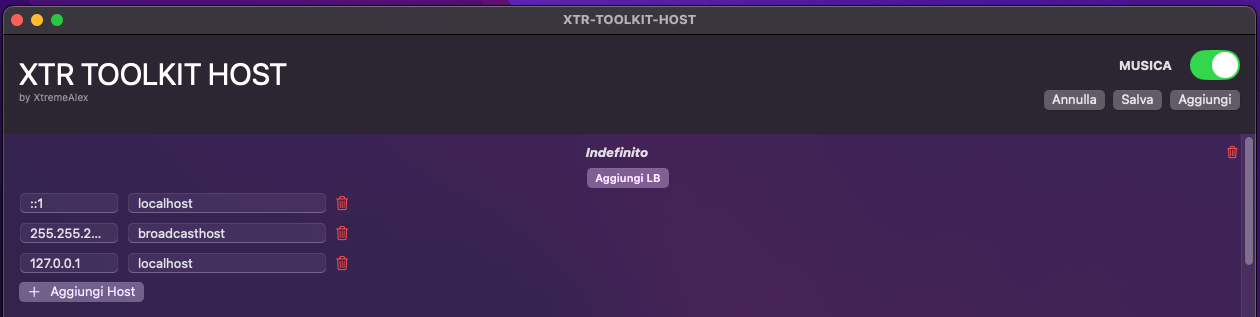 XTR-TOOLKIT-HOST
XTR TOOLKIT HOST
by XtremeAlex
MUSICA
Annulla Salva Aggiungi
Indefinito
Aggiungi LB
::1 localhost
255.255.2... broadcasthost
127.0.0.1 localhost
+ Aggiungi Host